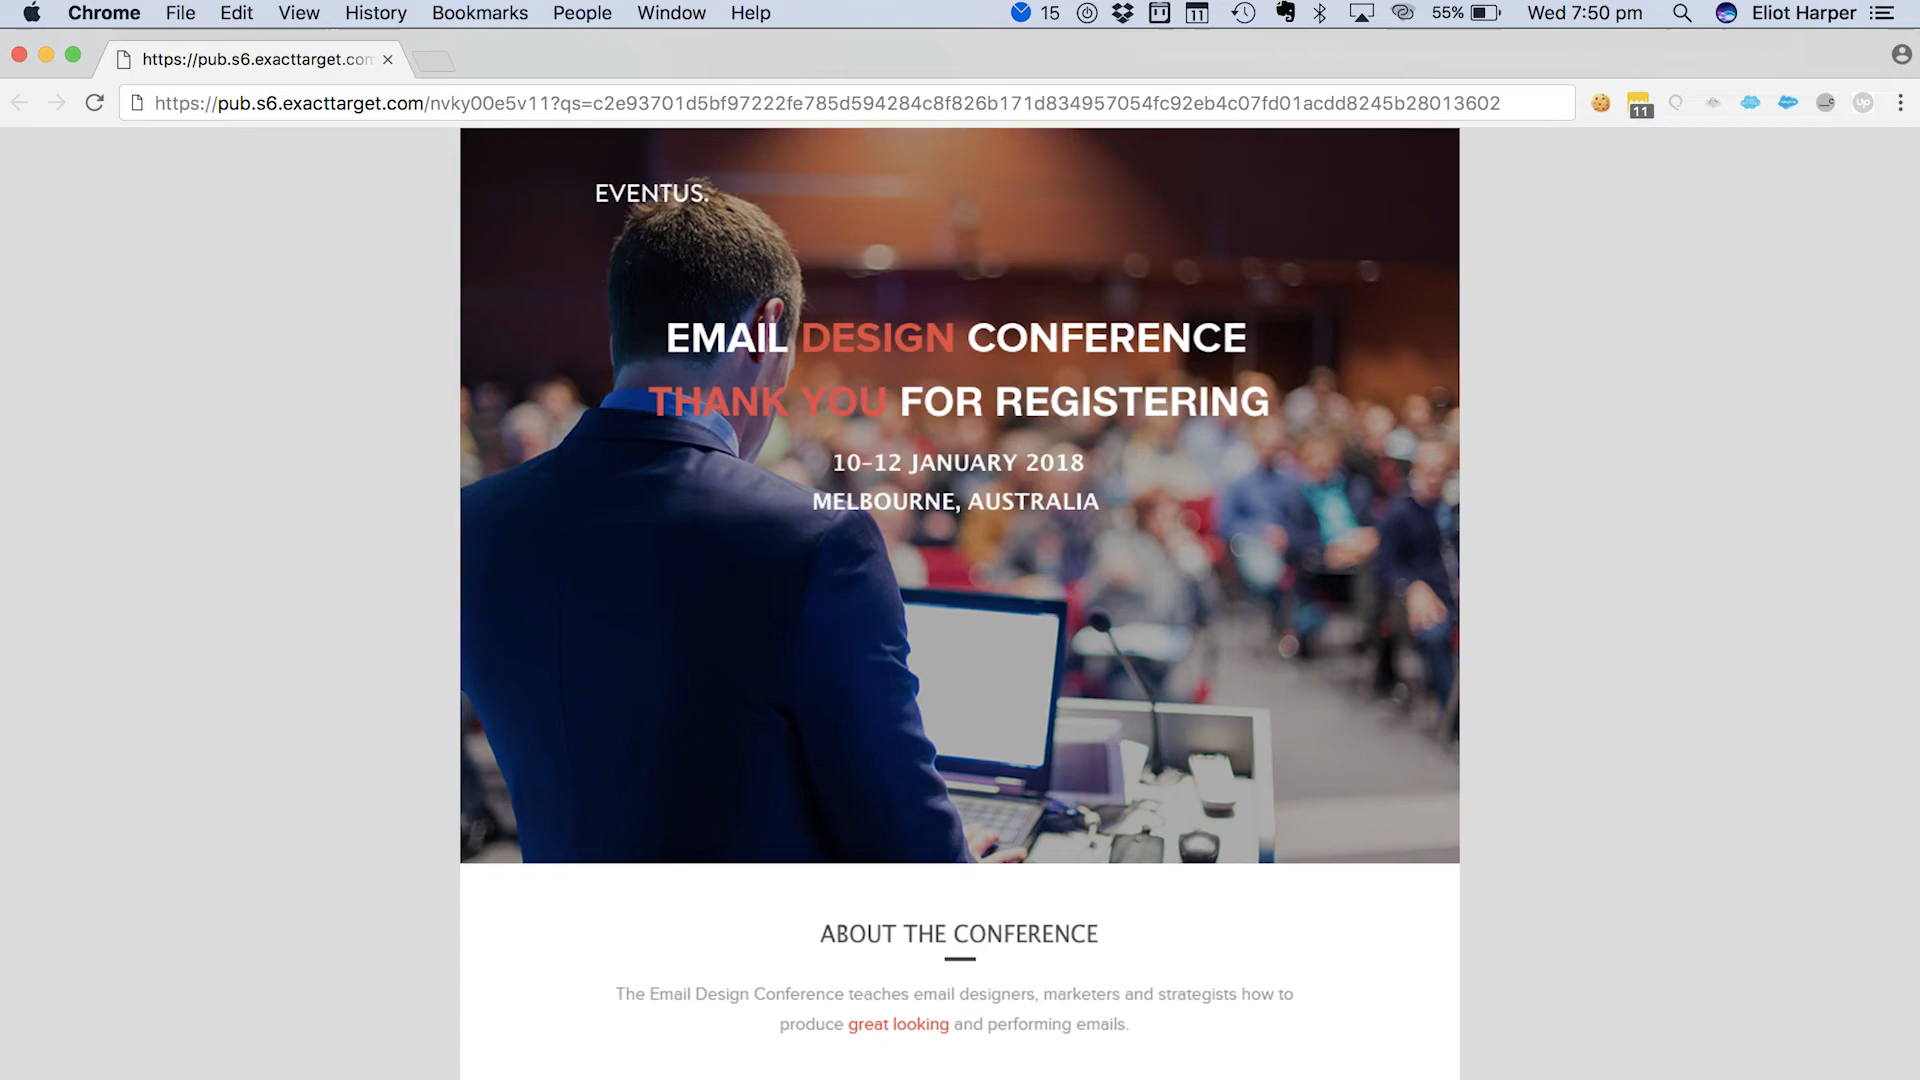 Chrome File Edit View History Bookmarks People Window Help 15 11 55% Wed 7:50 pm Eliot Harper
https://pub.s6.exacttarget.com
https://pub.s6.exacttarget.com/nvky00e5v11?qs=c2e93701d5bf97222fe785d594284c8f826b171d834957054fc92eb4c07fd01acdd8245b28013602 11 Up
EVENTUS.
EMAIL DESIGN CONFERENCE
THANK YOU FOR REGISTERING
10–12 JANUARY 2018
MELBOURNE, AUSTRALIA
ABOUT THE CONFERENCE
The Email Design Conference teaches email designers, marketers and strategists how to
produce great looking and performing emails.